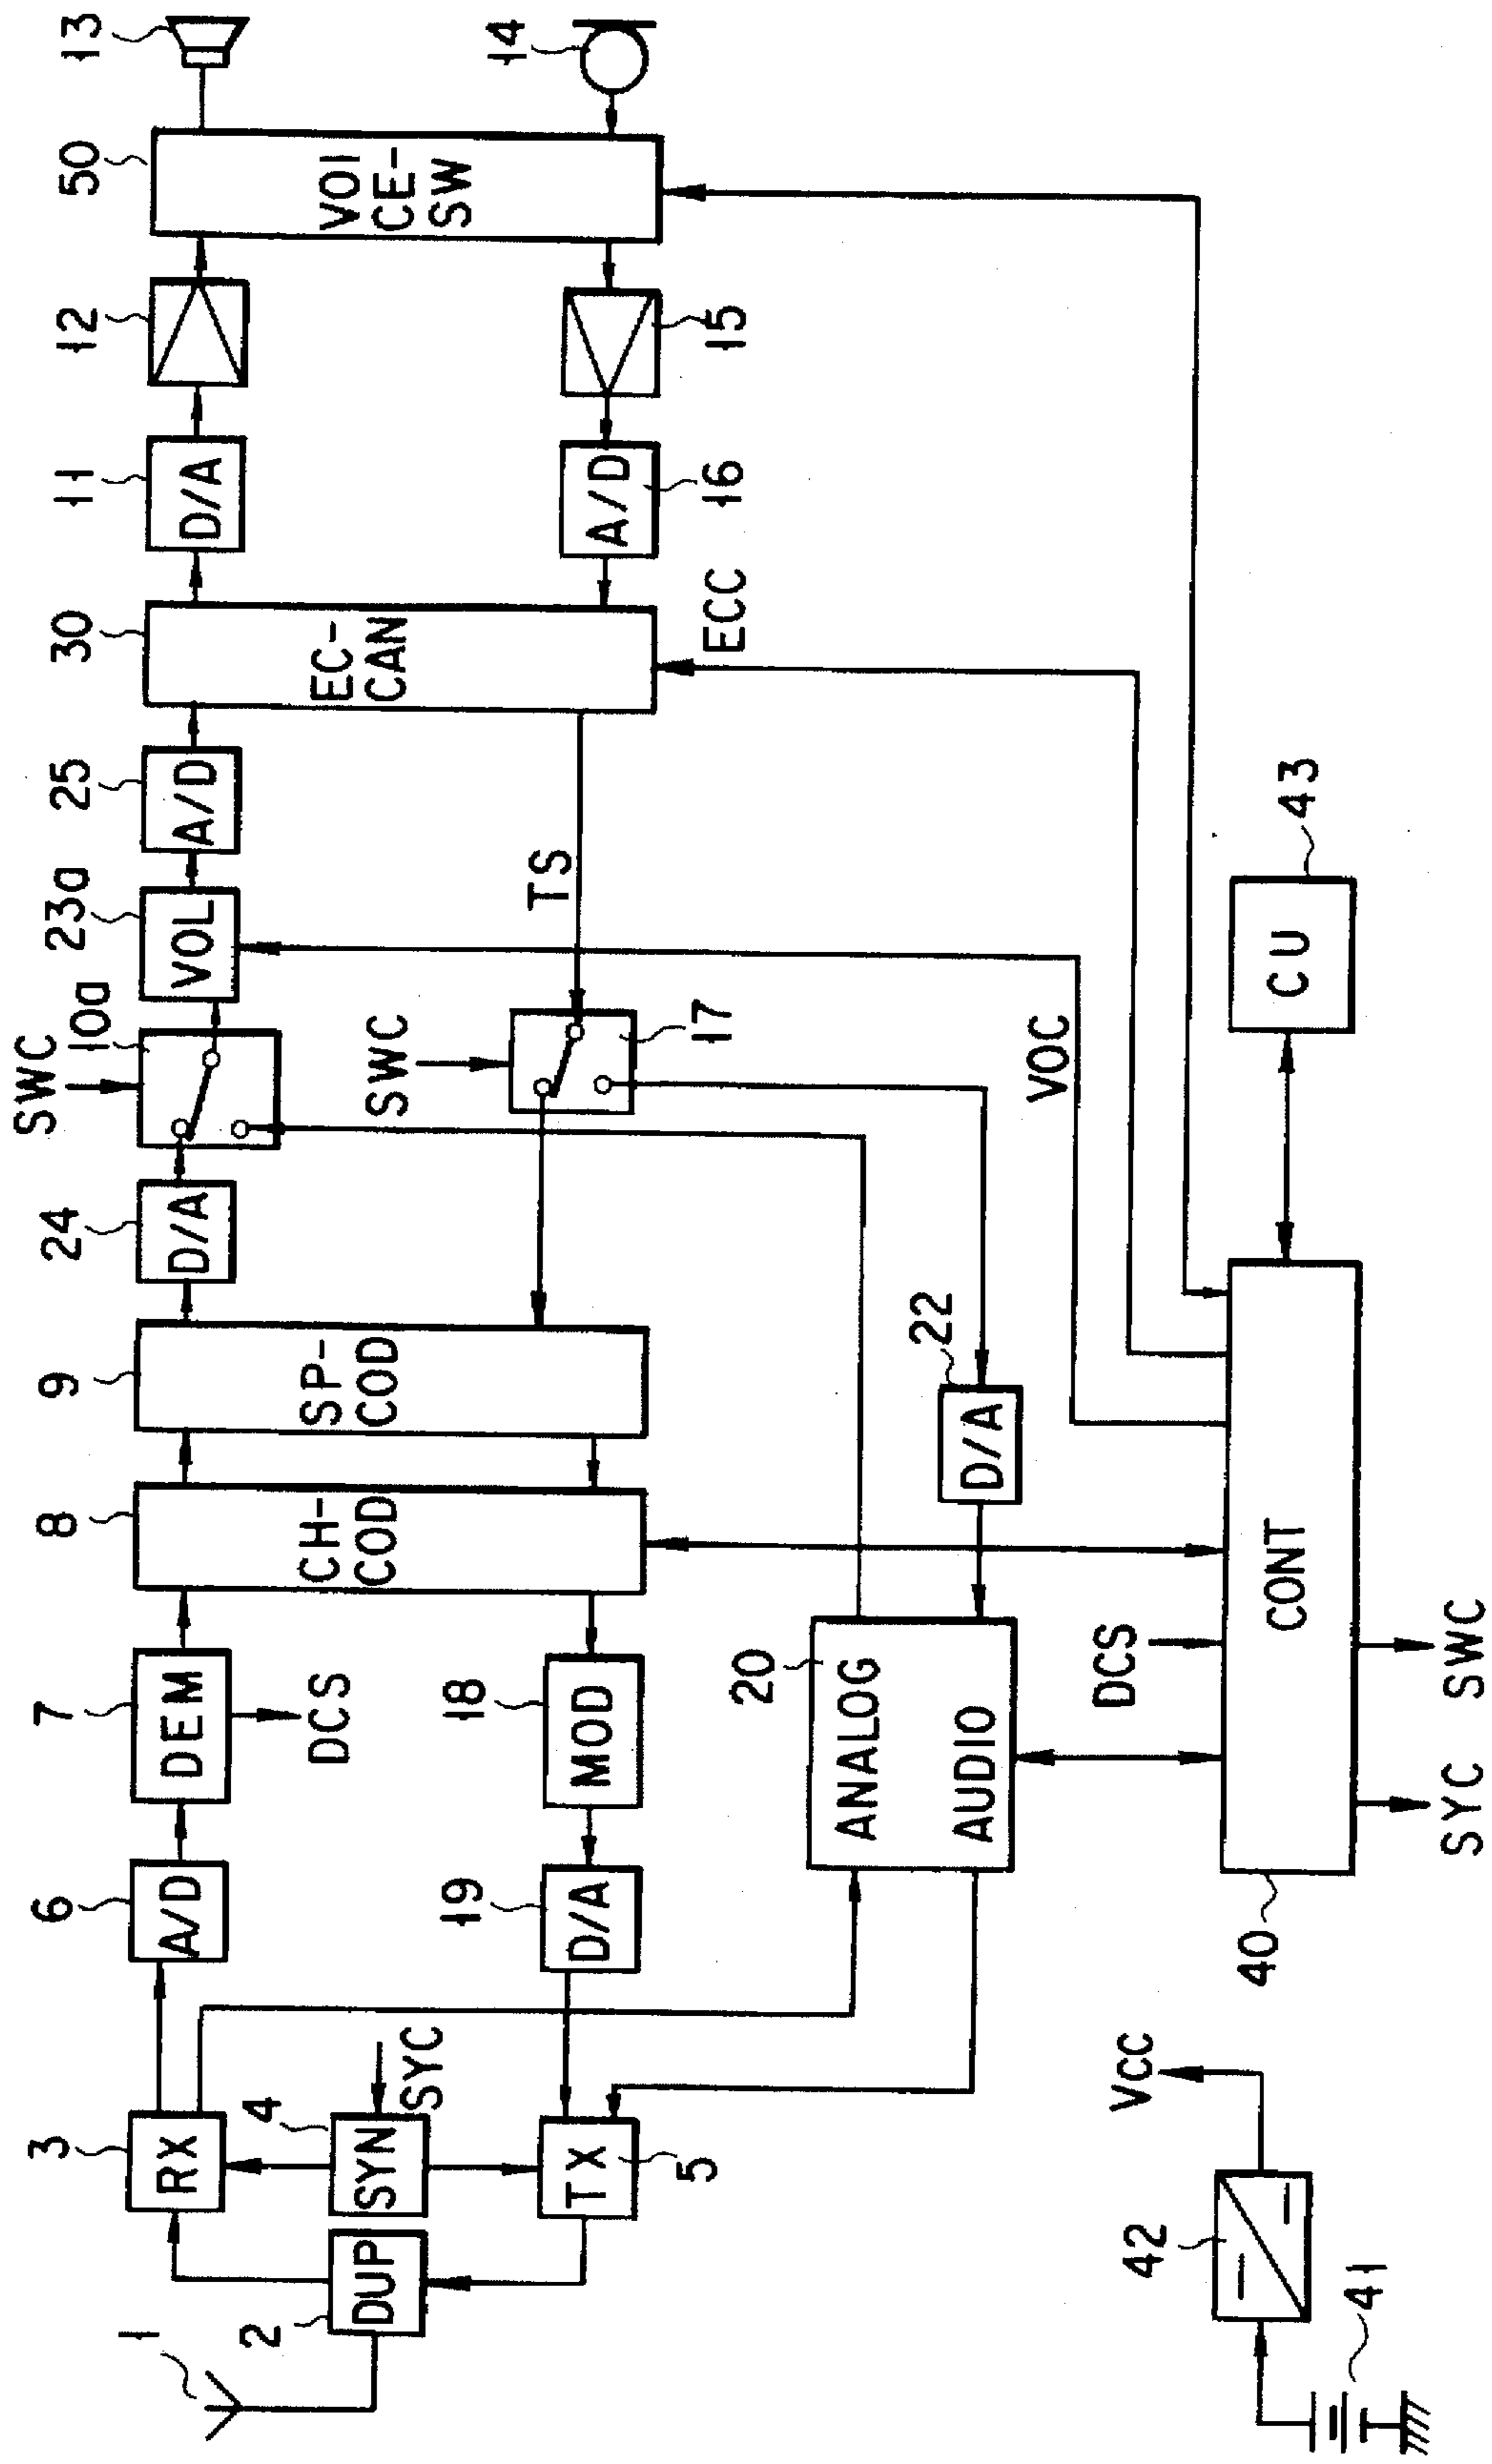 1
2
DUP
3
RX
4
SYN
SYC
TX
5
6
A/D
7
DEM
DCS
8
CH-
COD
9
SP-
COD
24
D/A
SWC
10a
23a
VOL
25
A/D
30
EC-
CAN
ECC
11
D/A
12
50
VOI
CE-
SW
13
14
15
16
A/D
TS
SWC
17
18
MOD
19
D/A
20
ANALOG
AUDIO
22
D/A
VOC
DCS
CONT
40
SYC
SWC
CU
43
41
42
VCC